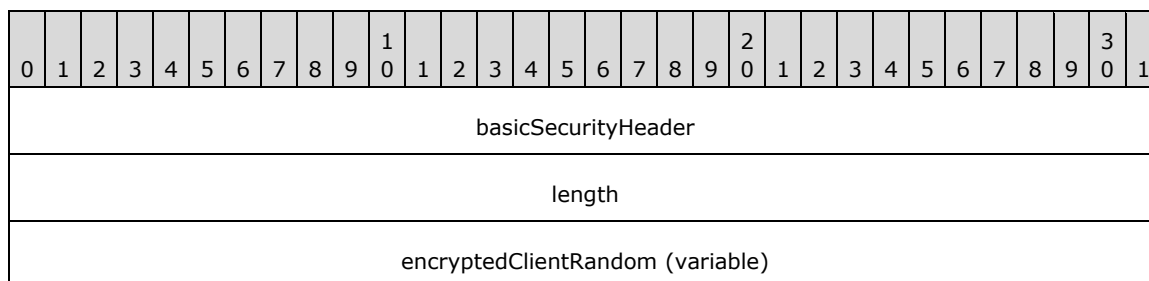 1 2 3
0 1 2 3 4 5 6 7 8 9 0 1 2 3 4 5 6 7 8 9 0 1 2 3 4 5 6 7 8 9 0 1
basicSecurityHeader
length
encryptedClientRandom (variable)